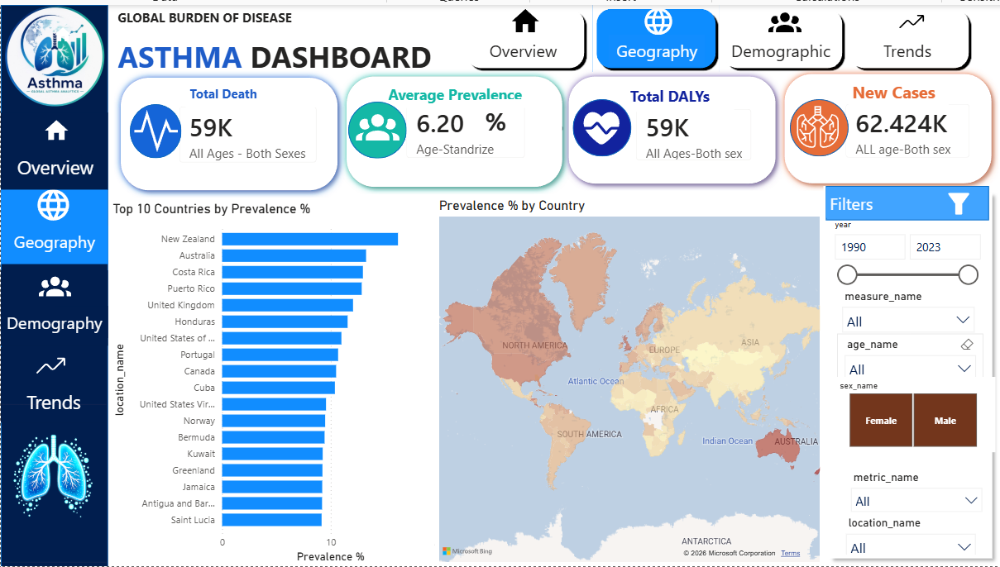 GLOBAL BURDEN OF DISEASE
ASTHMA DASHBOARD
Overview
Geography
Demographic
Trends
Asthma
GLOBAL ASTHMA ANALYTICS
Overview
Geography
Demography
Trends
Total Death
59K
All Ages - Both Sexes
Average Prevalence
6.20 %
Age-Standrize
Total DALYs
59K
All Ages-Both sex
New Cases
62.424K
ALL age-Both sex
Top 10 Countries by Prevalence %
location_name
New Zealand
Australia
Costa Rica
Puerto Rico
United Kingdom
Honduras
United States of ...
Portugal
Canada
Cuba
United States Vir...
Norway
Bermuda
Kuwait
Greenland
Jamaica
Antigua and Bar...
Saint Lucia
0 10
Prevalence %
Prevalence % by Country
NORTH AMERICA
EUROPE
ASIA
Atlantic Ocean
AFRICA
SOUTH AMERICA
Indian Ocean
AUSTRALIA
ANTARCTICA
Microsoft Bing
© 2026 Microsoft Corporation Terms
Filters
year
1990 2023
measure_name
All
age_name
All
sex_name
Female Male
metric_name
All
location_name
All